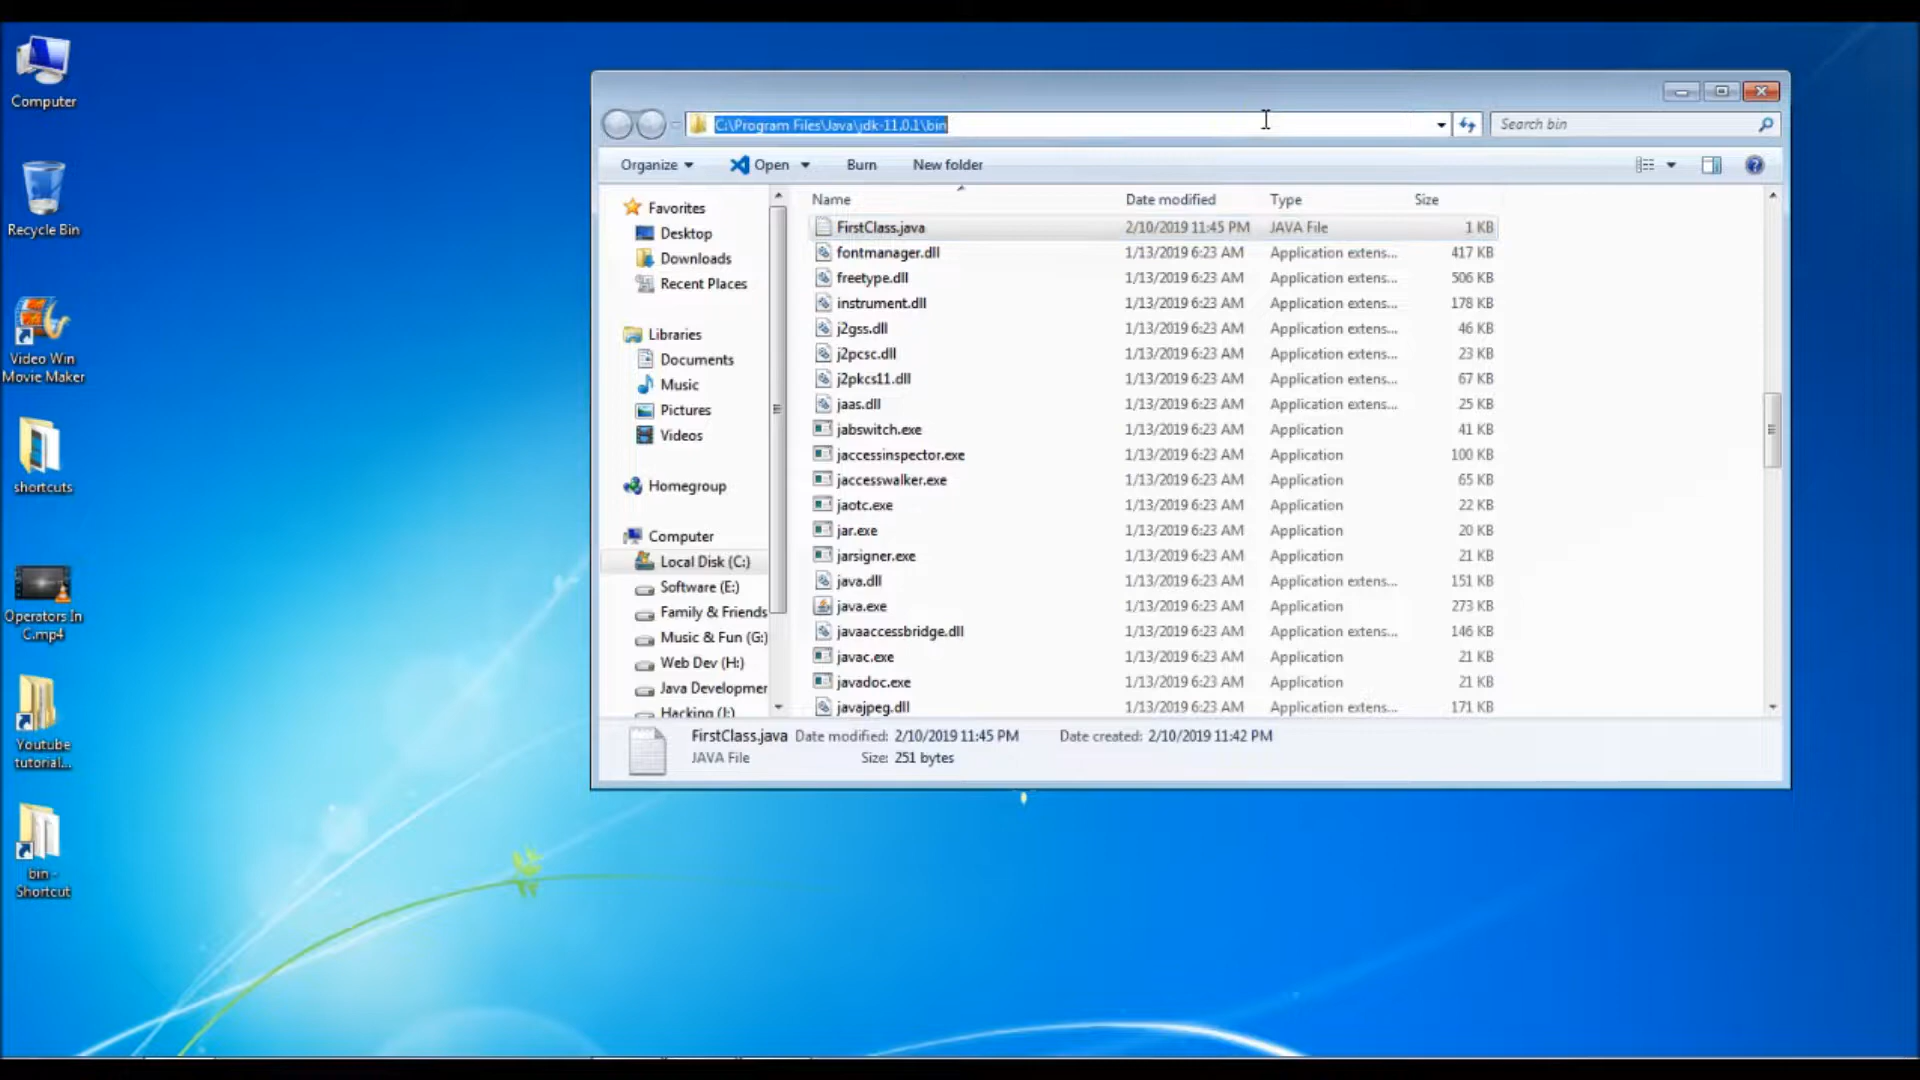 Computer
Recycle Bin
Video Win
Movie Maker
shortcuts
Operators In
C.mp4
Youtube
tutorial...
bin -
Shortcut
C:\Program Files\Java\jdk-11.0.1\bin
Search bin
Organize Open Burn New folder
Favorites
Desktop
Downloads
Recent Places
Libraries
Documents
Music
Pictures
Videos
Homegroup
Computer
Local Disk (C:)
Software (E:)
Family & Friends
Music & Fun (G:)
Web Dev (H:)
Java Developmer
Hacking (I:)
Name Date modified Type Size
FirstClass.java 2/10/2019 11:45 PM JAVA File 1 KB
fontmanager.dll 1/13/2019 6:23 AM Application extens... 417 KB
freetype.dll 1/13/2019 6:23 AM Application extens... 506 KB
instrument.dll 1/13/2019 6:23 AM Application extens... 178 KB
j2gss.dll 1/13/2019 6:23 AM Application extens... 46 KB
j2pcsc.dll 1/13/2019 6:23 AM Application extens... 23 KB
j2pkcs11.dll 1/13/2019 6:23 AM Application extens... 67 KB
jaas.dll 1/13/2019 6:23 AM Application extens... 25 KB
jabswitch.exe 1/13/2019 6:23 AM Application 41 KB
jaccessinspector.exe 1/13/2019 6:23 AM Application 100 KB
jaccesswalker.exe 1/13/2019 6:23 AM Application 65 KB
jaotc.exe 1/13/2019 6:23 AM Application 22 KB
jar.exe 1/13/2019 6:23 AM Application 20 KB
jarsigner.exe 1/13/2019 6:23 AM Application 21 KB
java.dll 1/13/2019 6:23 AM Application extens... 151 KB
java.exe 1/13/2019 6:23 AM Application 273 KB
javaaccessbridge.dll 1/13/2019 6:23 AM Application extens... 146 KB
javac.exe 1/13/2019 6:23 AM Application 21 KB
javadoc.exe 1/13/2019 6:23 AM Application 21 KB
javajpeg.dll 1/13/2019 6:23 AM Application extens... 171 KB
FirstClass.java Date modified: 2/10/2019 11:45 PM Date created: 2/10/2019 11:42 PM
JAVA File Size: 251 bytes